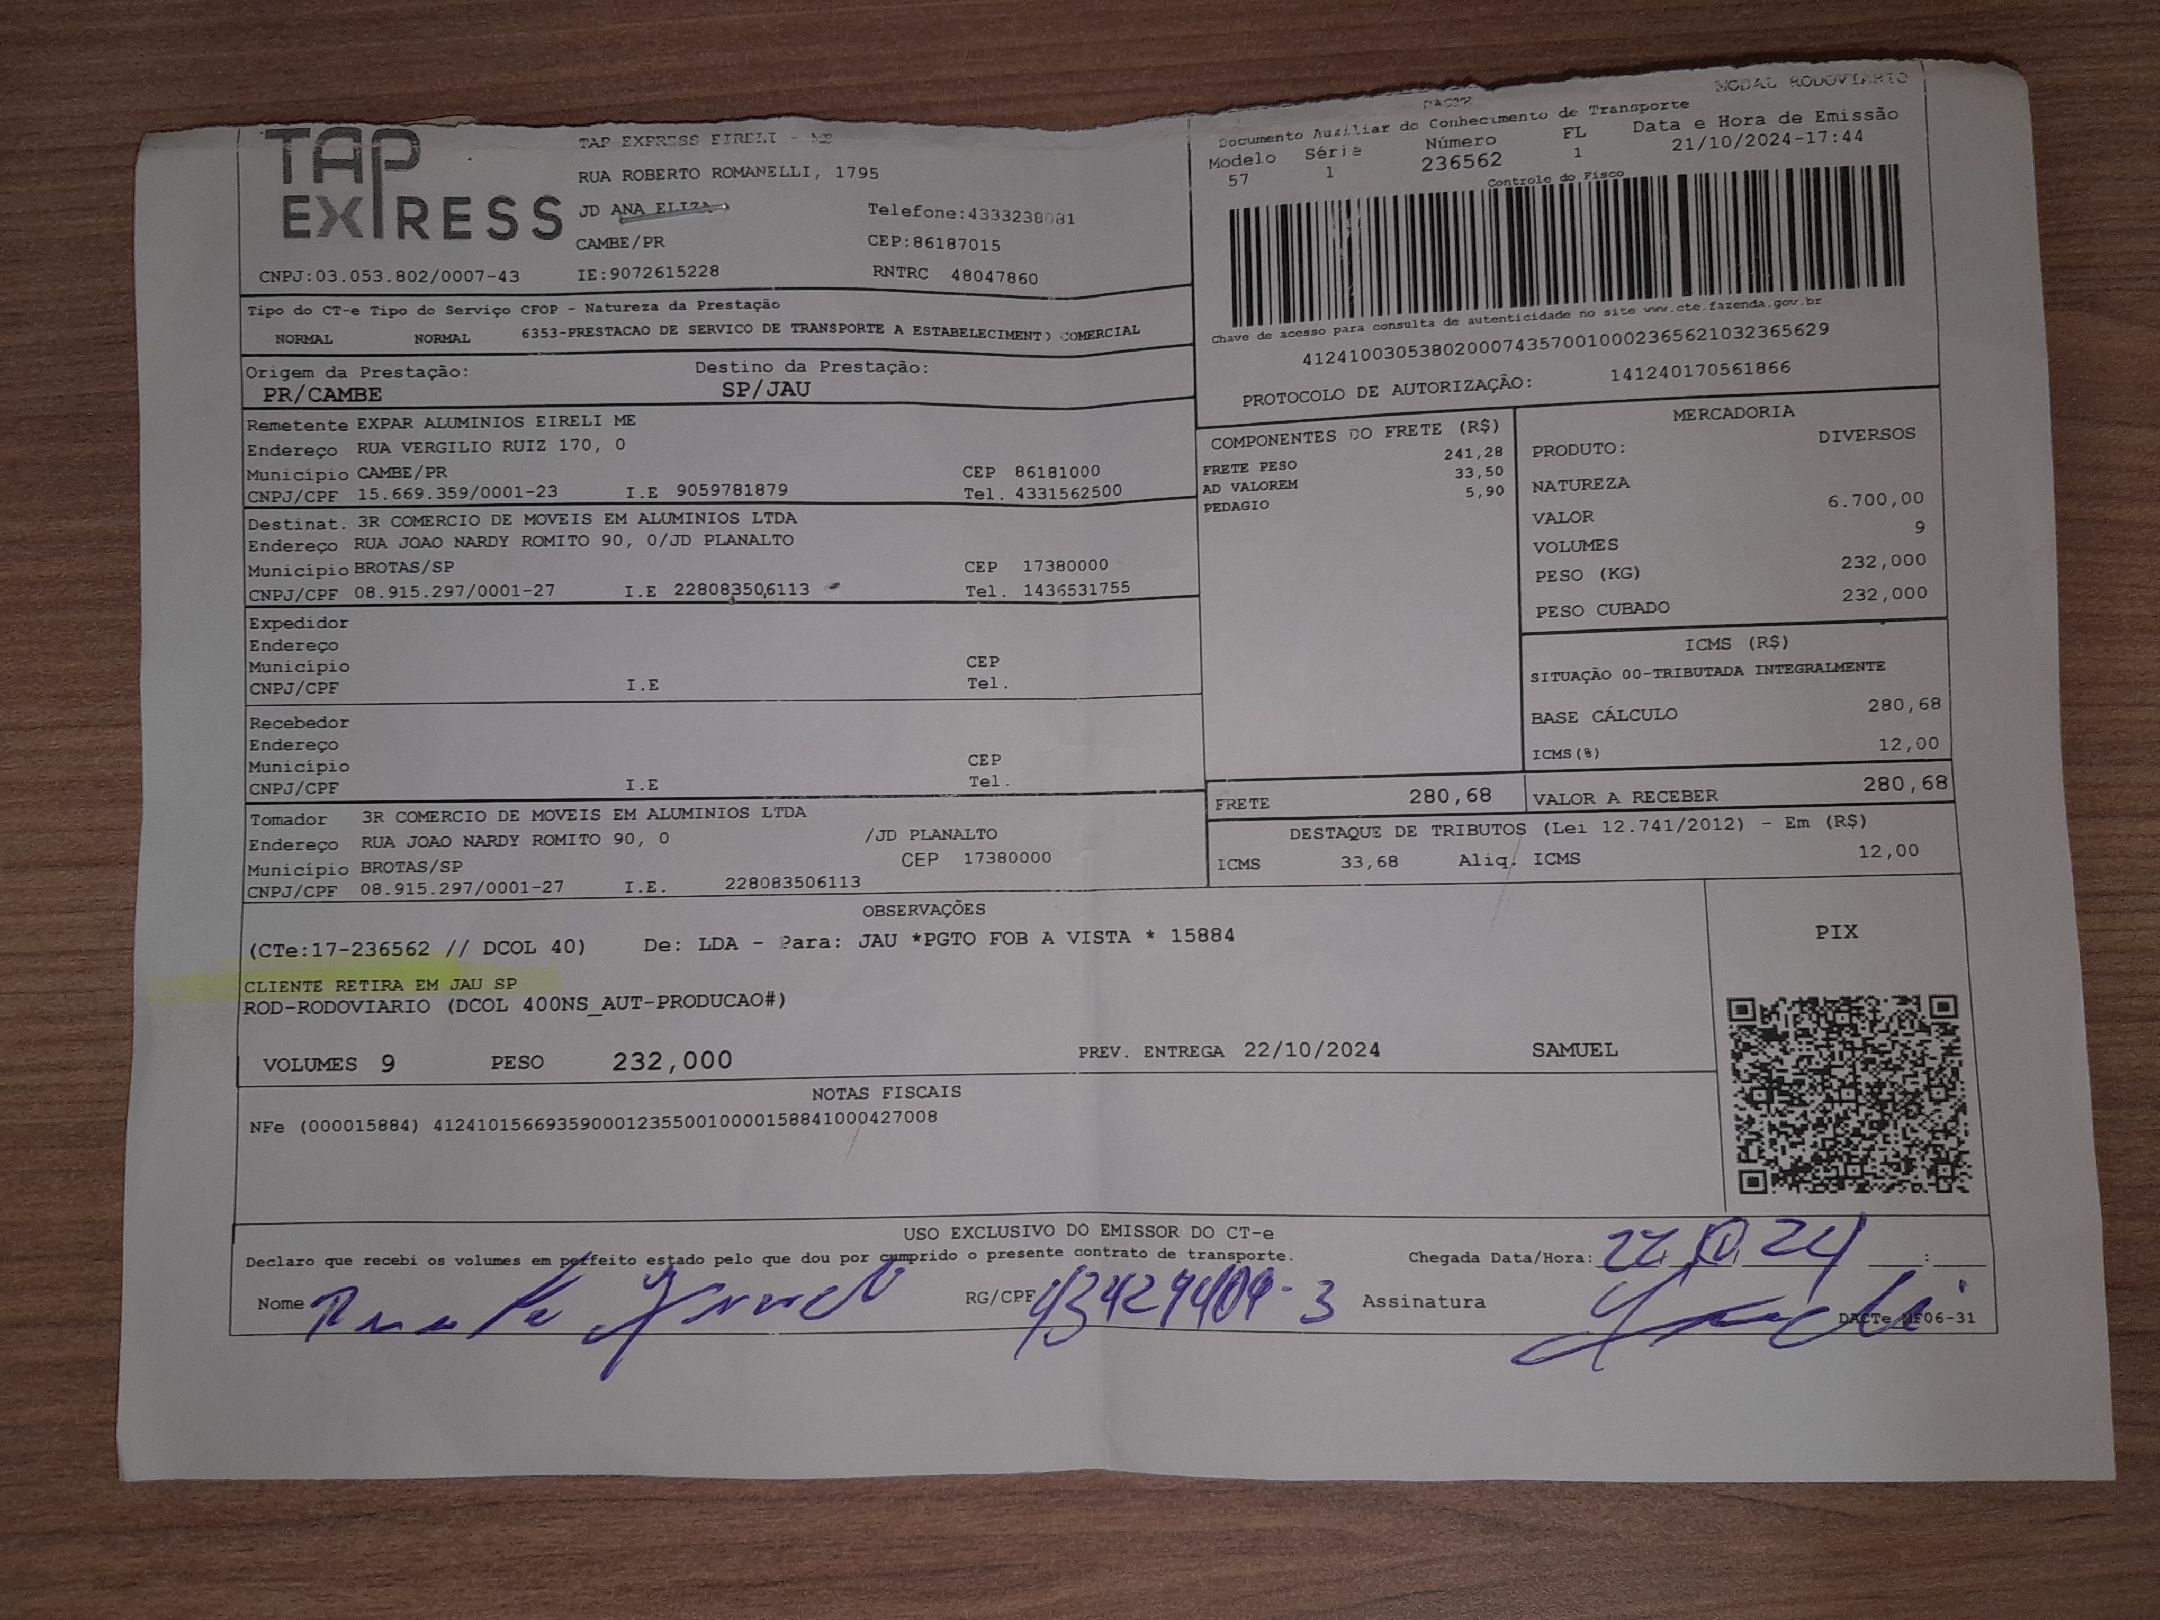 TAP
EXPRESS
CNPJ:03.053.802/0007-43
TAP EXPRESS EIRELI - ME
RUA ROBERTO ROMANELLI, 1795
JD ANA ELIZA
Telefone:4333238081
CAMBE/PR
CEP:86187015
IE:9072615228
RNTRC 48047860
DACTE
MODAL RODOVIARIO
Documento Auxiliar do Conhecimento de Transporte
Modelo Série Número FL Data e Hora de Emissão
57 1 236562 1 21/10/2024-17:44
Controle do Fisco
Chave de acesso para consulta de autenticidade no site www.cte.fazenda.gov.br
41241003053802000743570010002365621032365629
PROTOCOLO DE AUTORIZAÇÃO: 141240170561866
Tipo do CT-e Tipo do Serviço CFOP - Natureza da Prestação
NORMAL NORMAL 6353-PRESTACAO DE SERVICO DE TRANSPORTE A ESTABELECIMENTO COMERCIAL
Origem da Prestação: Destino da Prestação:
PR/CAMBE SP/JAU
Remetente EXPAR ALUMINIOS EIRELI ME
Endereço RUA VERGILIO RUIZ 170, 0
Município CAMBE/PR CEP 86181000
CNPJ/CPF 15.669.359/0001-23 I.E 9059781879 Tel. 4331562500
Destinat. 3R COMERCIO DE MOVEIS EM ALUMINIOS LTDA
Endereço RUA JOAO NARDY ROMITO 90, 0/JD PLANALTO
Município BROTAS/SP CEP 17380000
CNPJ/CPF 08.915.297/0001-27 I.E 228083506113 Tel. 1436531755
Expedidor
Endereço
Município CEP
CNPJ/CPF I.E Tel.
Recebedor
Endereço
Município CEP
CNPJ/CPF I.E Tel.
Tomador 3R COMERCIO DE MOVEIS EM ALUMINIOS LTDA
Endereço RUA JOAO NARDY ROMITO 90, 0 /JD PLANALTO
Município BROTAS/SP CEP 17380000
CNPJ/CPF 08.915.297/0001-27 I.E. 228083506113
COMPONENTES DO FRETE (R$)
FRETE PESO 241,28
AD VALOREM 33,50
PEDAGIO 5,90
MERCADORIA
PRODUTO: DIVERSOS
NATUREZA
VALOR 6.700,00
VOLUMES 9
PESO (KG) 232,000
PESO CUBADO 232,000
ICMS (R$)
SITUAÇÃO 00-TRIBUTADA INTEGRALMENTE
BASE CÁLCULO 280,68
ICMS(%) 12,00
FRETE 280,68 VALOR A RECEBER 280,68
DESTAQUE DE TRIBUTOS (Lei 12.741/2012) - Em (R$)
ICMS 33,68 Aliq. ICMS 12,00
OBSERVAÇÕES
(CTe:17-236562 // DCOL 40) De: LDA - Para: JAU *PGTO FOB A VISTA * 15884
CLIENTE RETIRA EM JAU SP
ROD-RODOVIARIO (DCOL 400NS_AUT-PRODUCAO#)
VOLUMES 9 PESO 232,000 PREV. ENTREGA 22/10/2024 SAMUEL
PIX
NOTAS FISCAIS
NFe (000015884) 41241015669359000123550010000158841000427008
USO EXCLUSIVO DO EMISSOR DO CT-e
Declaro que recebi os volumes em perfeito estado pelo que dou por cumprido o presente contrato de transporte. Chegada Data/Hora: :
Nome RG/CPF Assinatura
DACTe MF06-31